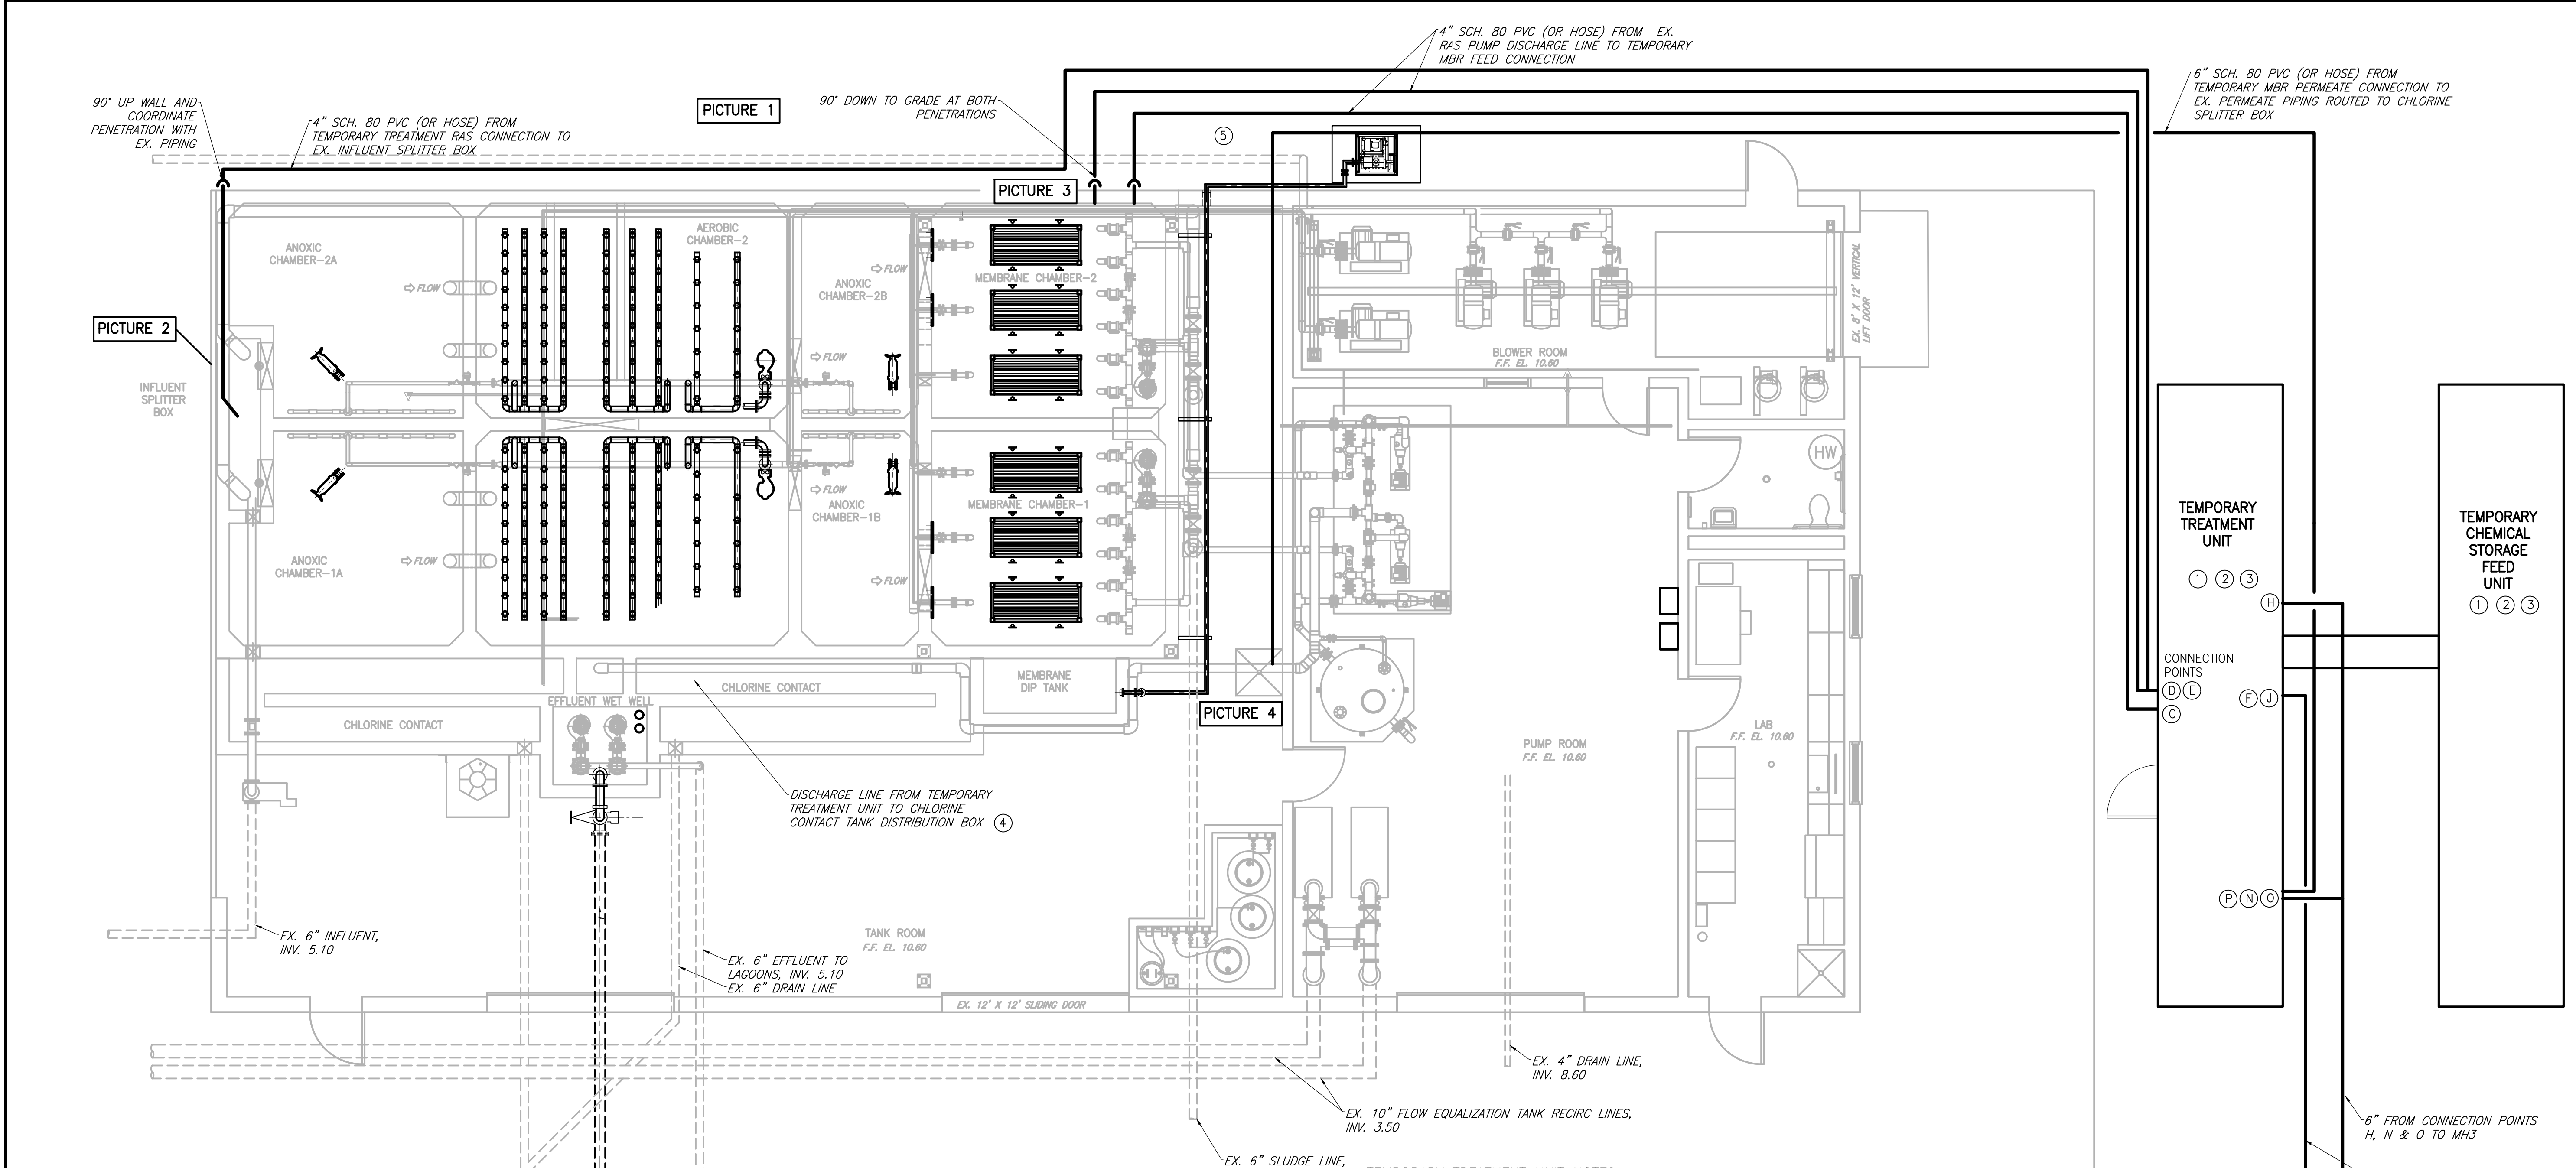 4" SCH. 80 PVC (OR HOSE) FROM EX.
RAS PUMP DISCHARGE LINE TO TEMPORARY
MBR FEED CONNECTION
6" SCH. 80 PVC (OR HOSE) FROM
TEMPORARY MBR PERMEATE CONNECTION TO
EX. PERMEATE PIPING ROUTED TO CHLORINE
SPLITTER BOX
90° UP WALL AND
COORDINATE
PENETRATION WITH
EX. PIPING
4" SCH. 80 PVC (OR HOSE) FROM
TEMPORARY TREATMENT RAS CONNECTION TO
EX. INFLUENT SPLITTER BOX
PICTURE 1
90° DOWN TO GRADE AT BOTH
PENETRATIONS
5
PICTURE 3
PICTURE 2
ANOXIC
CHAMBER-2A
FLOW
AEROBIC
CHAMBER-2
FLOW
ANOXIC
CHAMBER-2B
FLOW
MEMBRANE CHAMBER-2
INFLUENT
SPLITTER
BOX
BLOWER ROOM
F.F. EL. 10.60
EX. 8' X 12' VERTICAL
LIFT DOOR
HW
FLOW
ANOXIC
CHAMBER-1B
FLOW
MEMBRANE CHAMBER-1
ANOXIC
CHAMBER-1A
FLOW
TEMPORARY
TREATMENT
UNIT
1 2 3
H
TEMPORARY
CHEMICAL
STORAGE
FEED
UNIT
1 2 3
CONNECTION
POINTS
D E
C
F J
P N O
MEMBRANE
DIP TANK
CHLORINE CONTACT
EFFLUENT WET WELL
CHLORINE CONTACT
PICTURE 4
LAB
F.F. EL. 10.60
PUMP ROOM
F.F. EL. 10.60
DISCHARGE LINE FROM TEMPORARY
TREATMENT UNIT TO CHLORINE
CONTACT TANK DISTRIBUTION BOX 4
EX. 6" INFLUENT,
INV. 5.10
TANK ROOM
F.F. EL. 10.60
EX. 6" EFFLUENT TO
LAGOONS, INV. 5.10
EX. 6" DRAIN LINE
EX. 12' X 12' SLIDING DOOR
EX. 4" DRAIN LINE,
INV. 8.60
EX. 10" FLOW EQUALIZATION TANK RECIRC LINES,
INV. 3.50
6" FROM CONNECTION POINTS
H, N & O TO MH3
EX. 6" SLUDGE LINE,
TEMPORARY TREATMENT UNIT NOTES